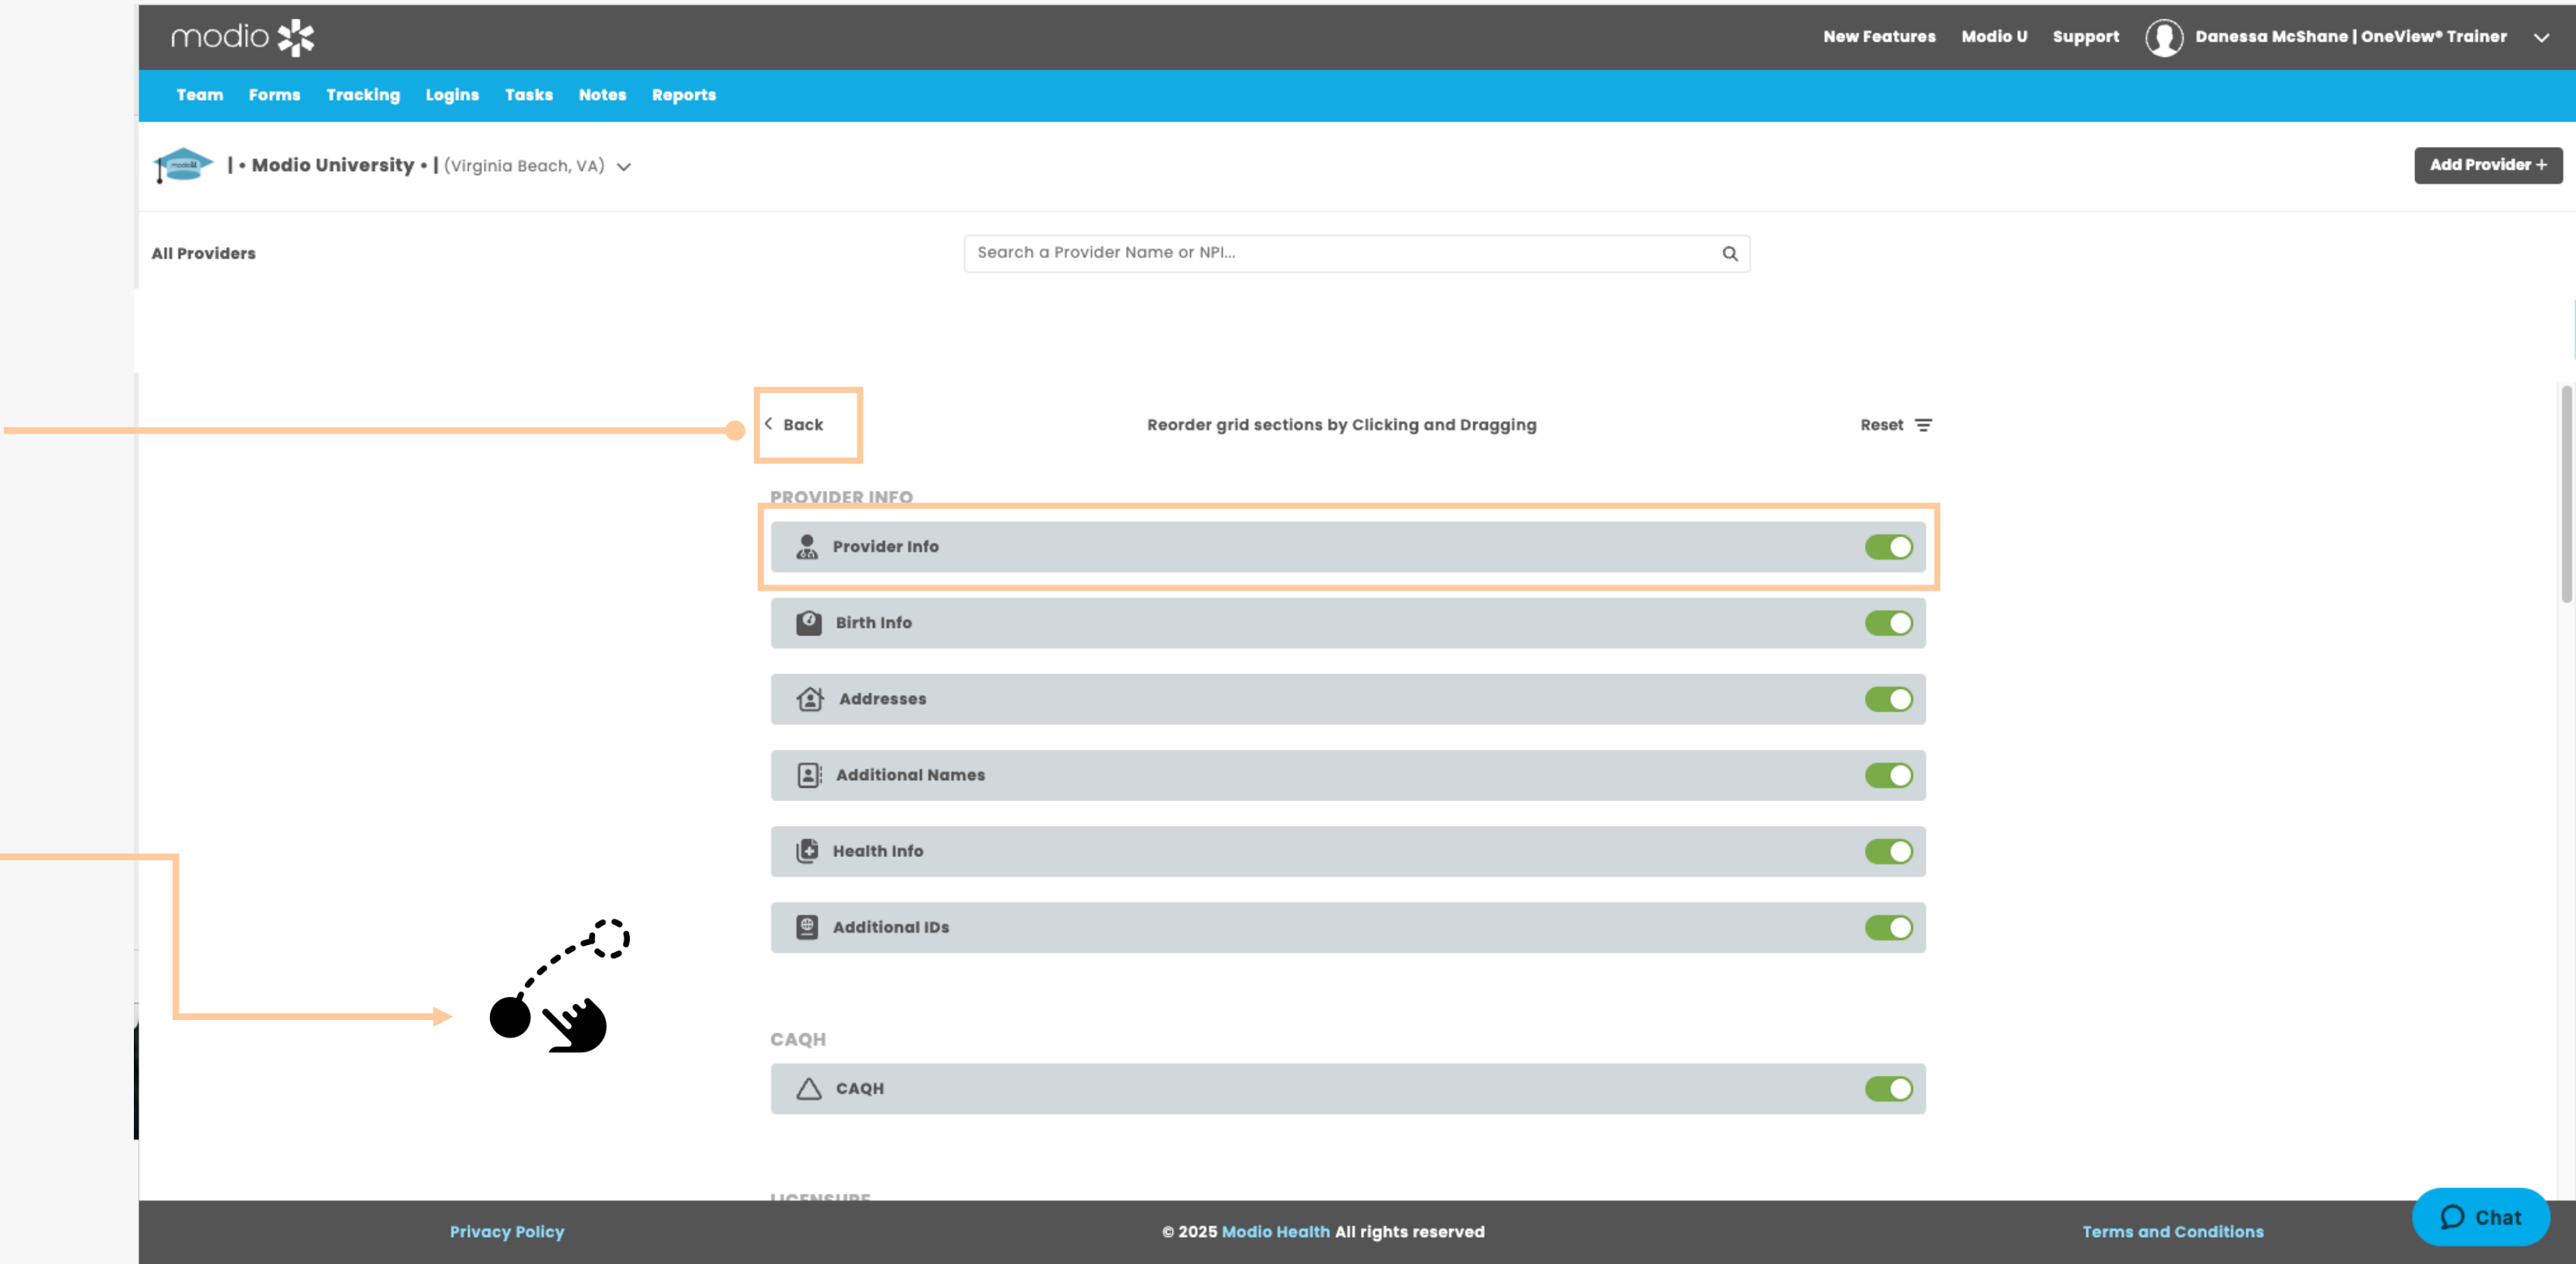 modio
New Features Modio U Support Danessa McShane | OneView® Trainer
Team Forms Tracking Logins Tasks Notes Reports
| • Modio University • | (Virginia Beach, VA)
Add Provider +
All Providers
Search a Provider Name or NPI...
Back
Reorder grid sections by Clicking and Dragging
Reset
PROVIDER INFO
Provider Info
Birth Info
Addresses
Additional Names
Health Info
Additional IDs
CAQH
CAQH
LICENSURE
Privacy Policy
© 2025 Modio Health All rights reserved
Terms and Conditions
Chat